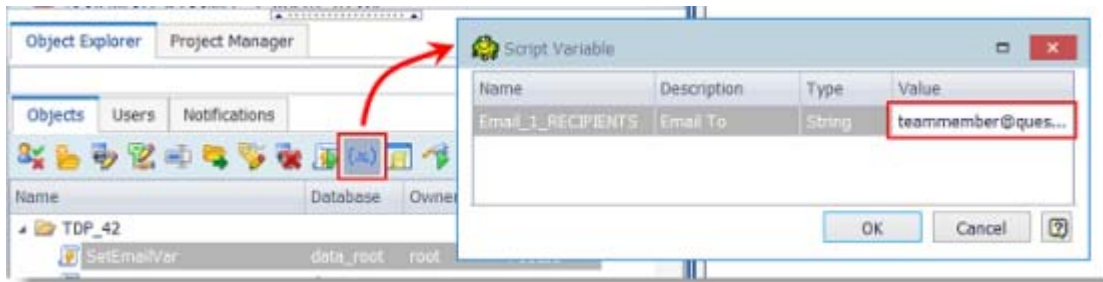 Object Explorer Project Manager
Script Variable
Name Description Type Value
Email_1_RECIPIENTS Email To String teammember@ques...
Objects Users Notifications
(x)
OK Cancel
Name Database Owner
TDP_42
SetEmailVar data_root root